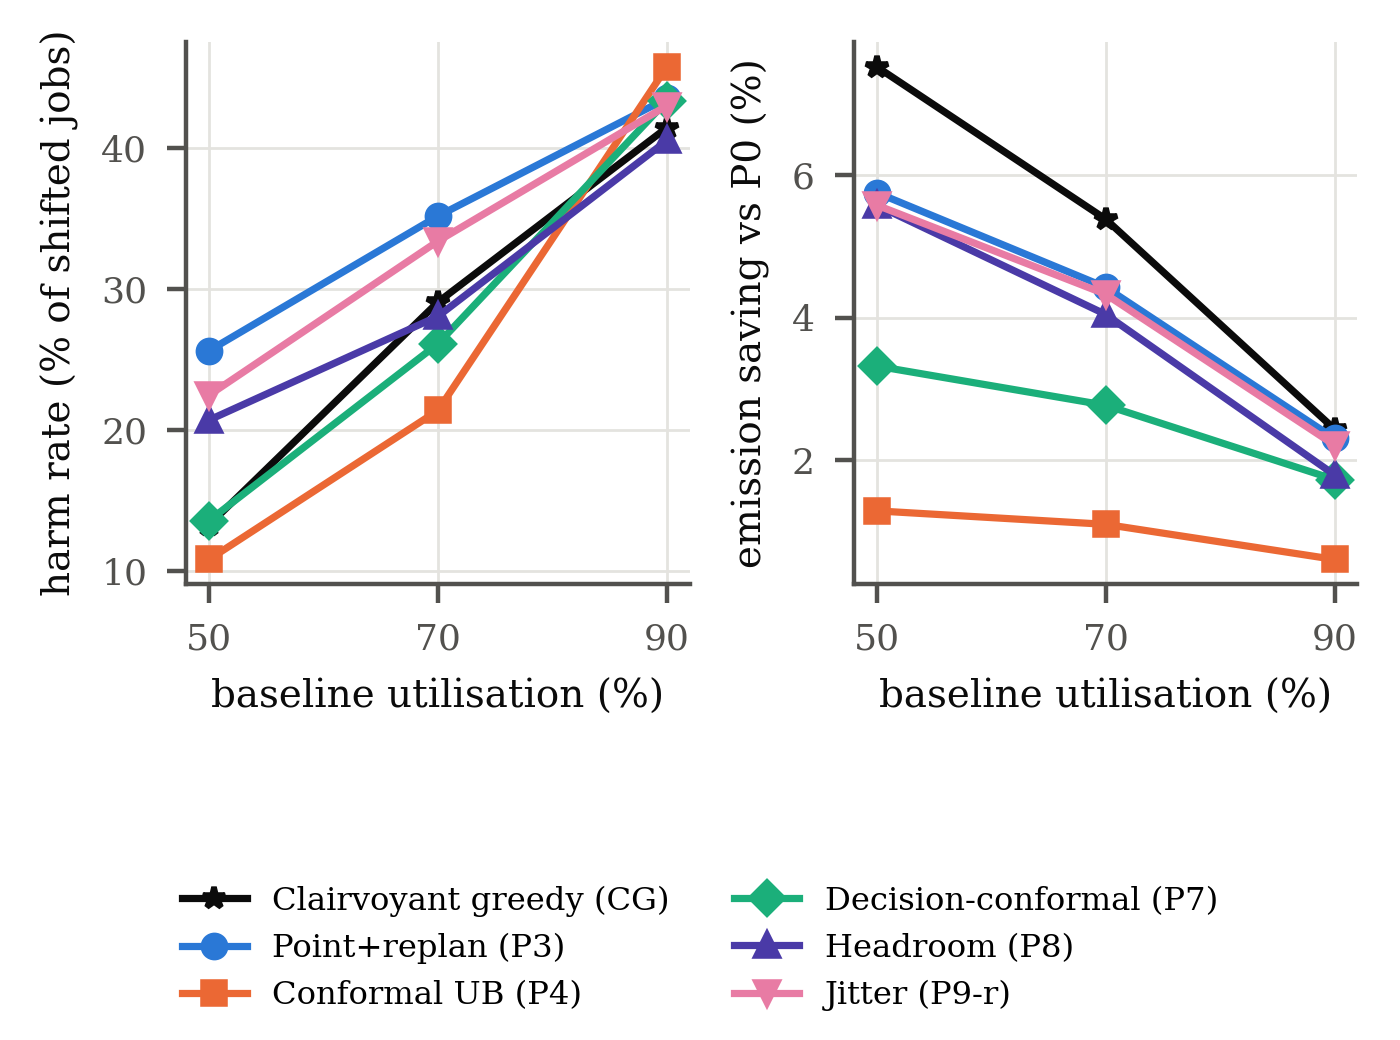 harm rate (% of shifted jobs)
40
30
20
10
50 70 90
baseline utilisation (%)
emission saving vs P0 (%)
6
4
2
50 70 90
baseline utilisation (%)
Clairvoyant greedy (CG)
Point+replan (P3)
Conformal UB (P4)
Decision-conformal (P7)
Headroom (P8)
Jitter (P9-r)